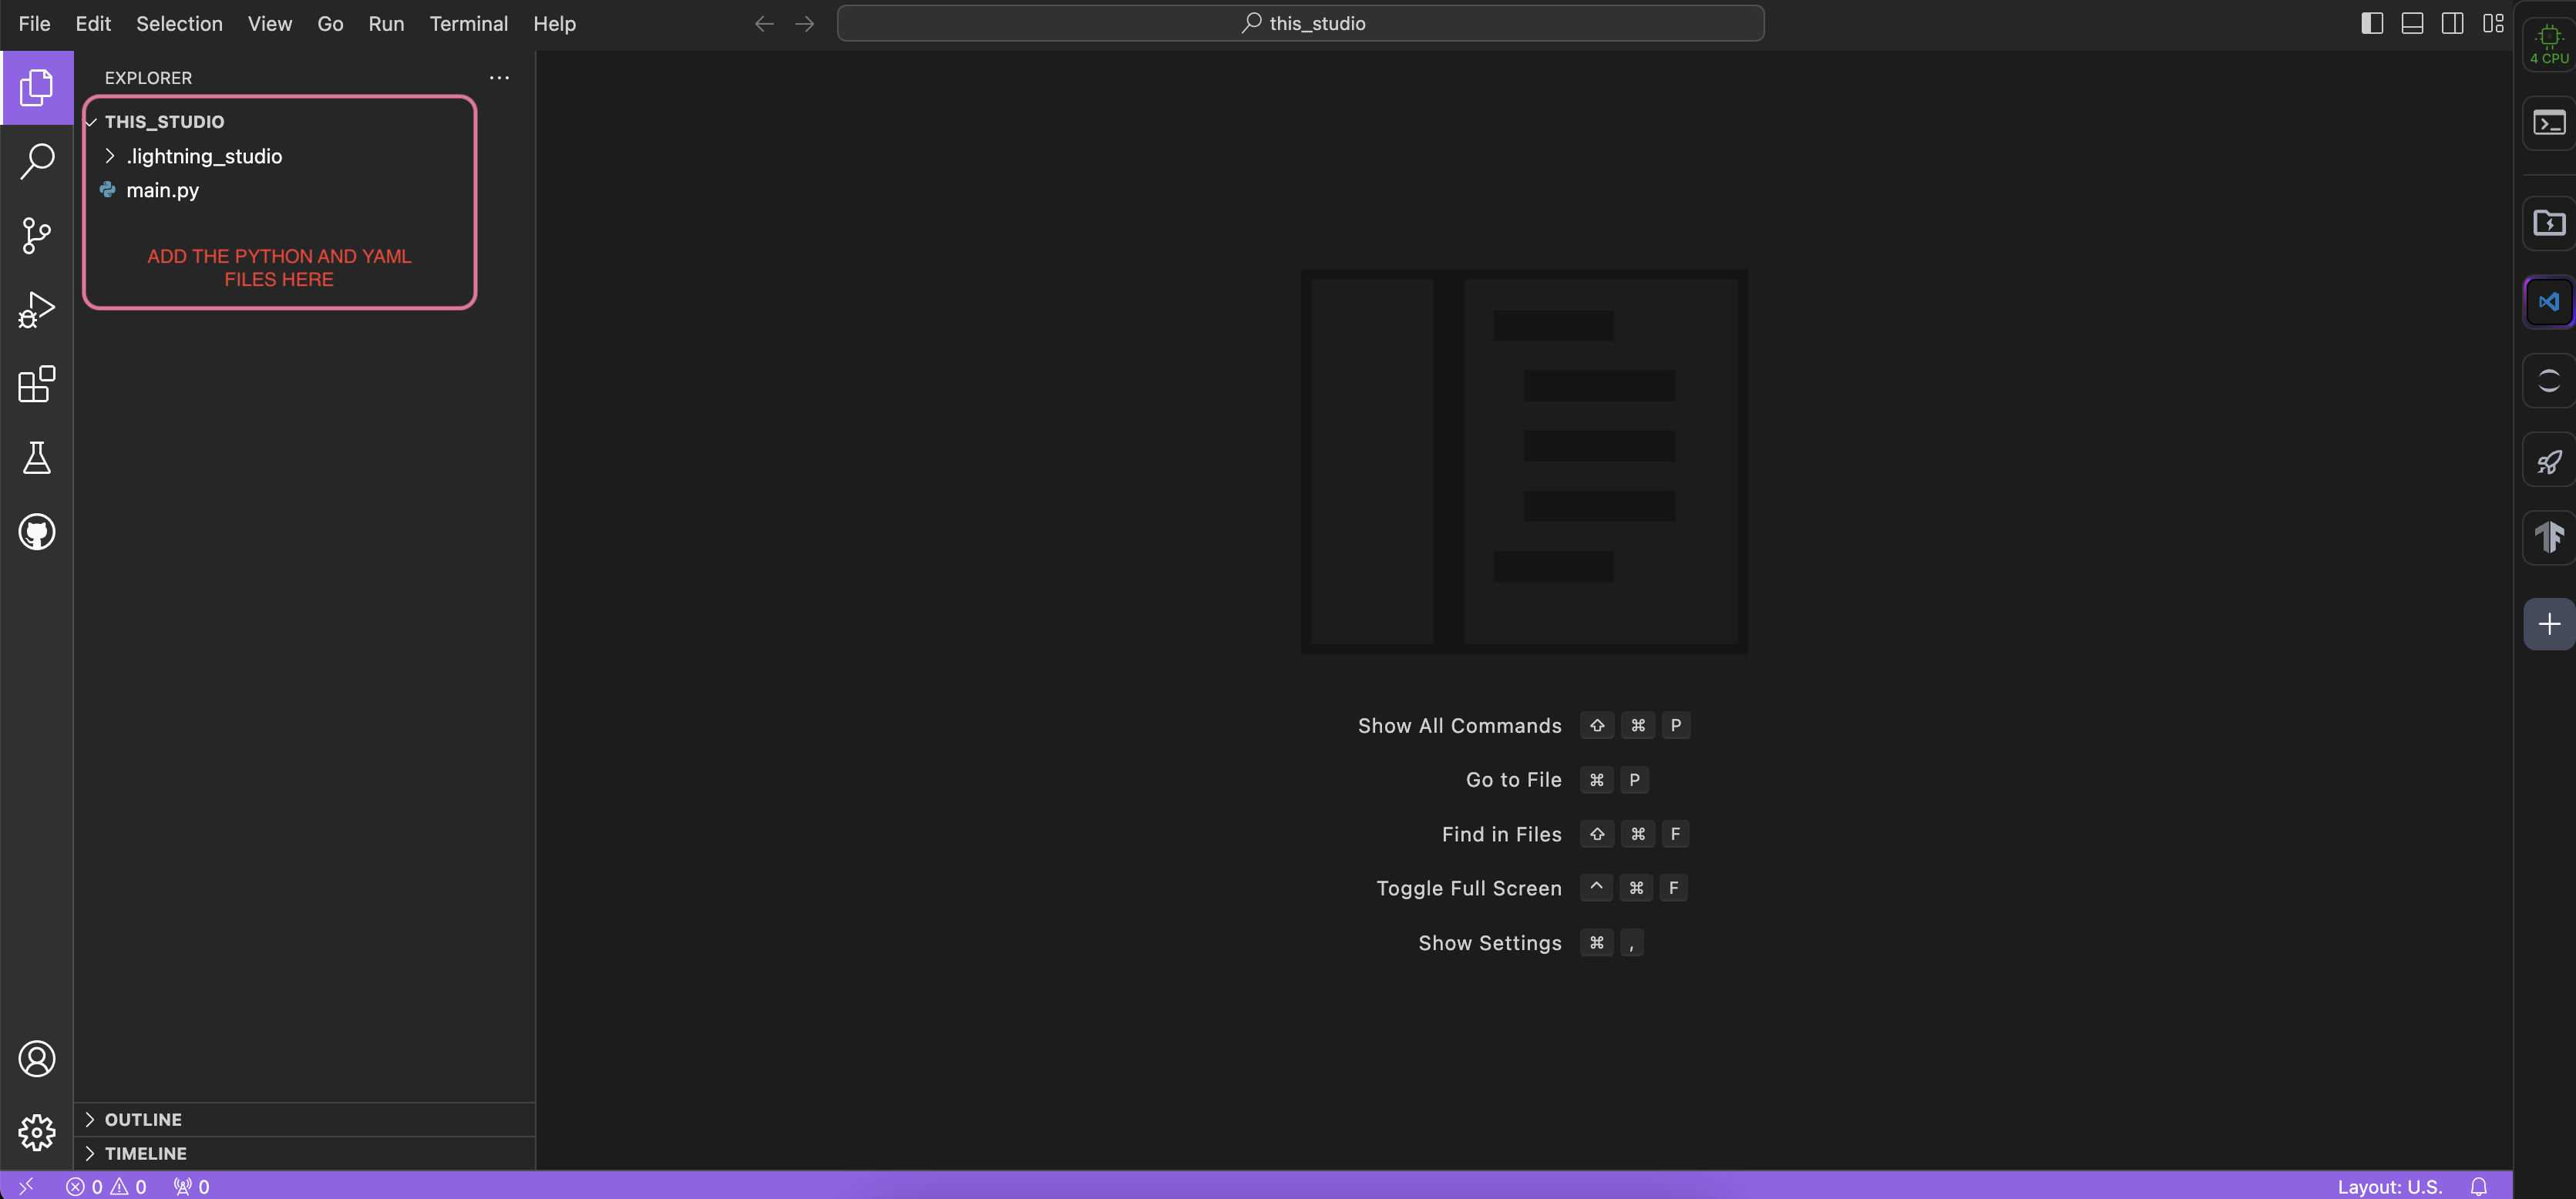 File Edit Selection View Go Run Terminal Help
this_studio
4 CPU
EXPLORER
THIS_STUDIO
.lightning_studio
main.py
ADD THE PYTHON AND YAML
FILES HERE
Show All Commands ⇧ ⌘ P
Go to File ⌘ P
Find in Files ⇧ ⌘ F
Toggle Full Screen ^ ⌘ F
Show Settings ⌘ ,
OUTLINE
TIMELINE
0 0 0 Layout: U.S.